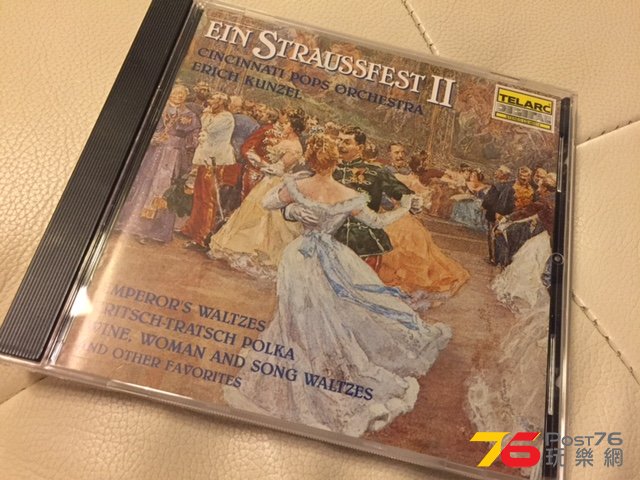 EIN STRAUSSFEST II
CINCINNATI POPS ORCHESTRA
ERICH KUNZEL
TELARC
DIGITAL
MPEROR'S WALTZES
RITSCH-TRATSCH POLKA
WINE, WOMAN AND SONG WALTZES
AND OTHER FAVORITES
76 POST76
玩樂網